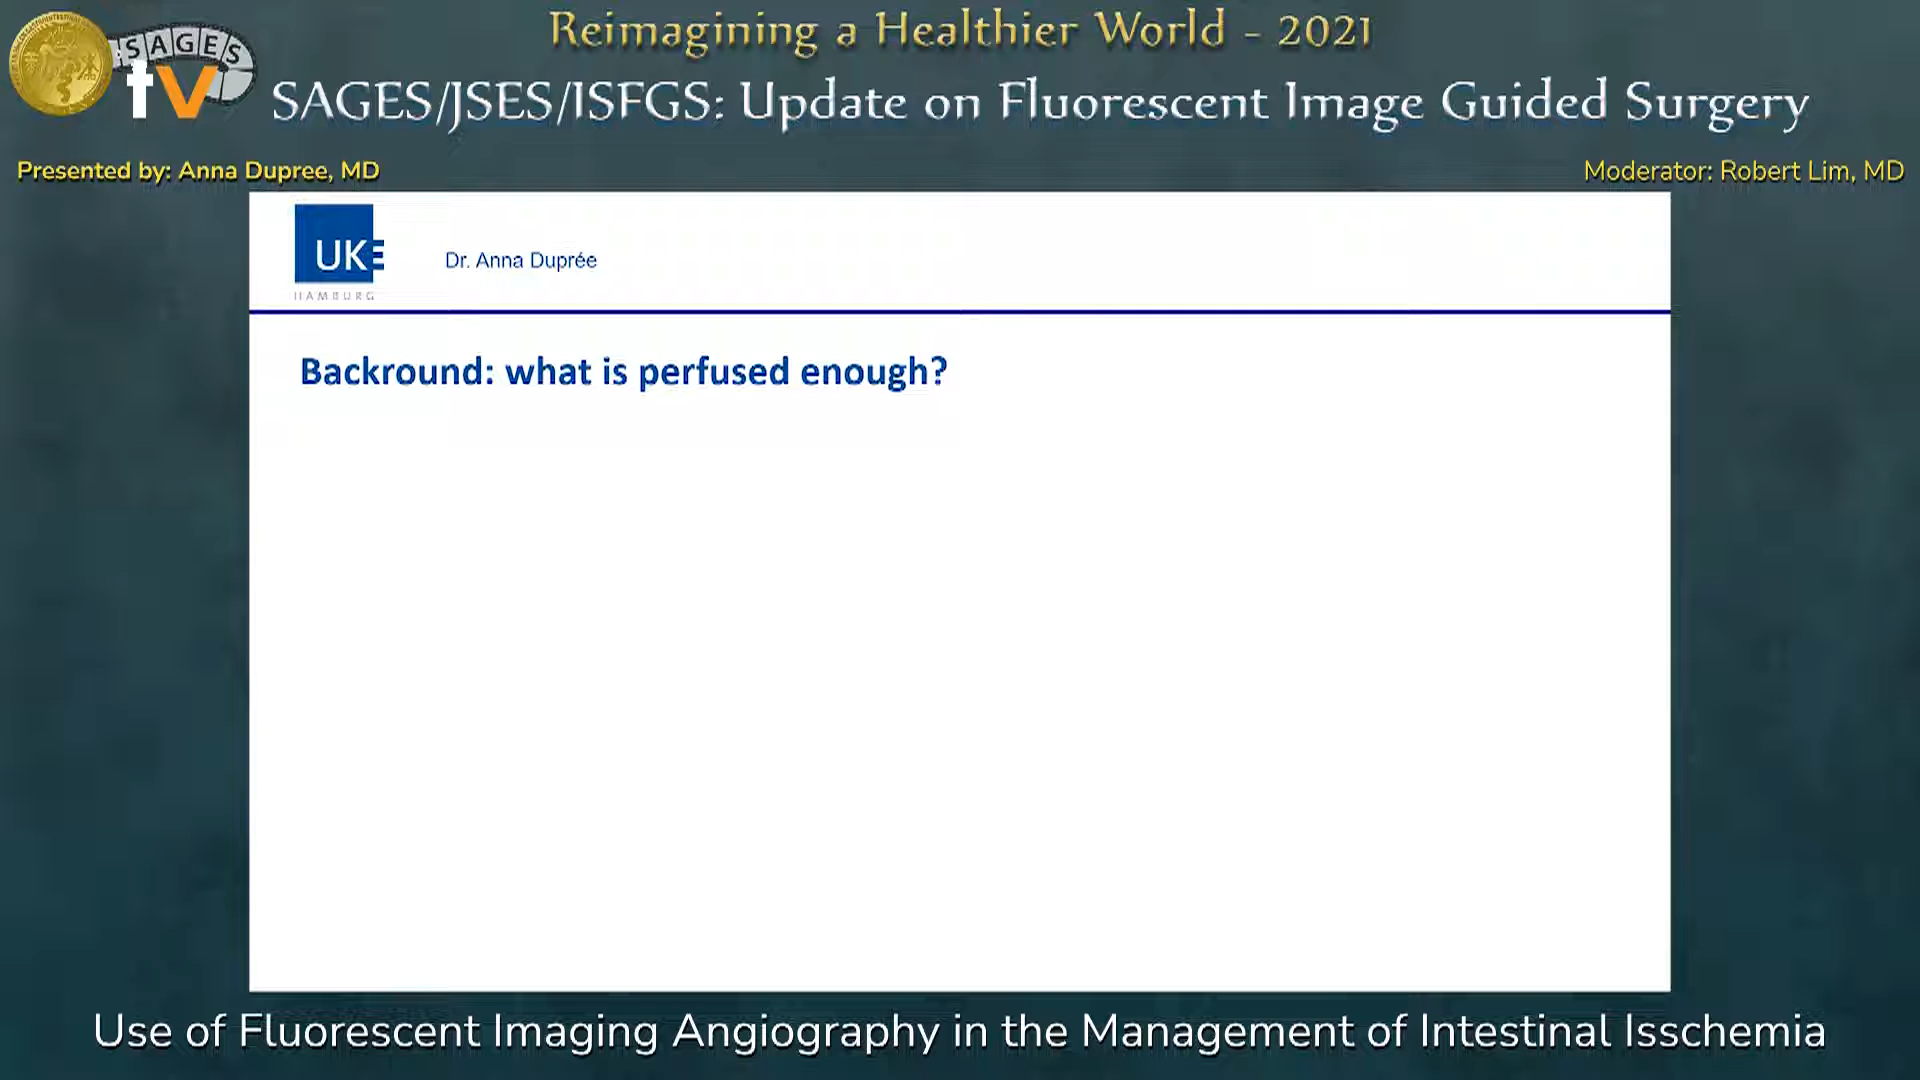 Reimagining a Healthier World - 2021
SAGES
tv
SAGES/JSES/ISFGS: Update on Fluorescent Image Guided Surgery
Presented by: Anna Dupree, MD
Moderator: Robert Lim, MD
UKE
HAMBURG
Dr. Anna Duprée
Backround: what is perfused enough?
Use of Fluorescent Imaging Angiography in the Management of Intestinal Isschemia